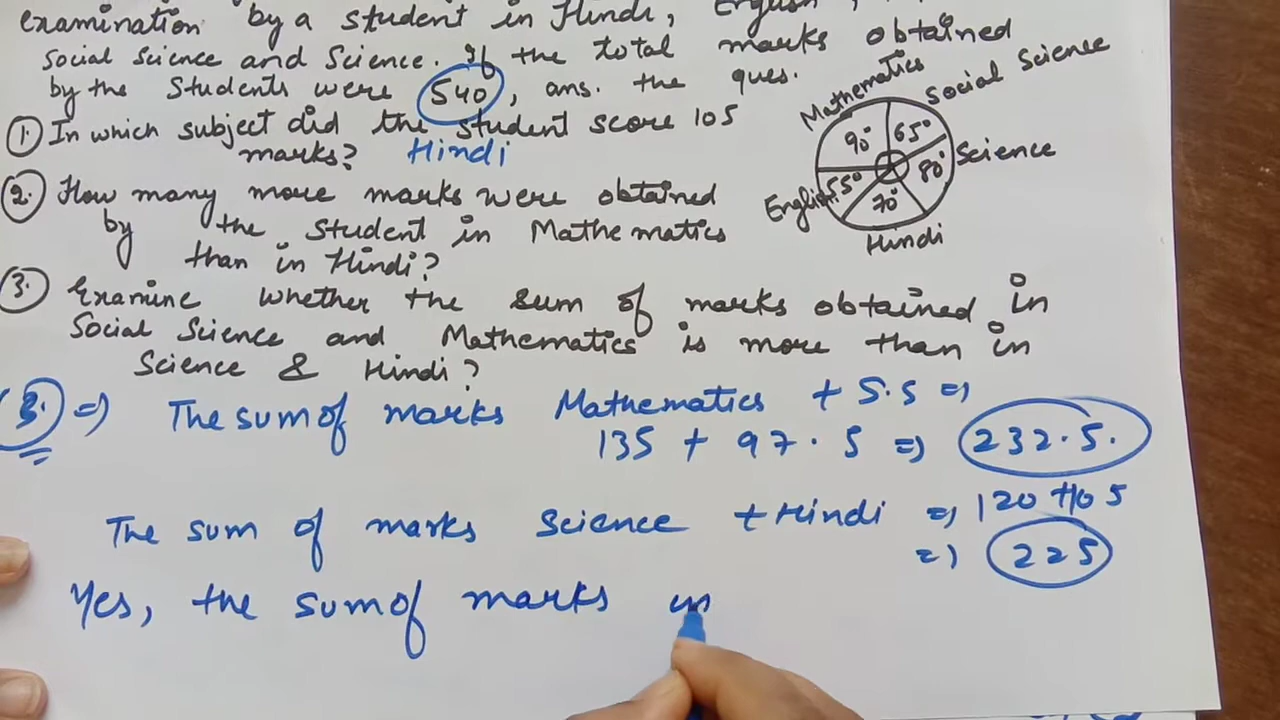 examination by a student in Hindi, English,
Social Science and Science. If the total marks obtained
by the Students were 540, ans. the ques.
1. In which subject did the student score 105
marks? Hindi
2. How many more marks were obtained
by the Student in Mathematics
than in Hindi?
3. Examine whether the sum of marks obtained in
Social Science and Mathematics is more than in
Science & Hindi?
Mathematics
Social Science
90°
65°
Science
80°
English
55°
70°
Hindi
3. => The sum of marks Mathematics + S.S =>
135 + 97.5 => 232.5.
The sum of marks Science + Hindi => 120 + 105
=> 225
Yes, the sum of marks in